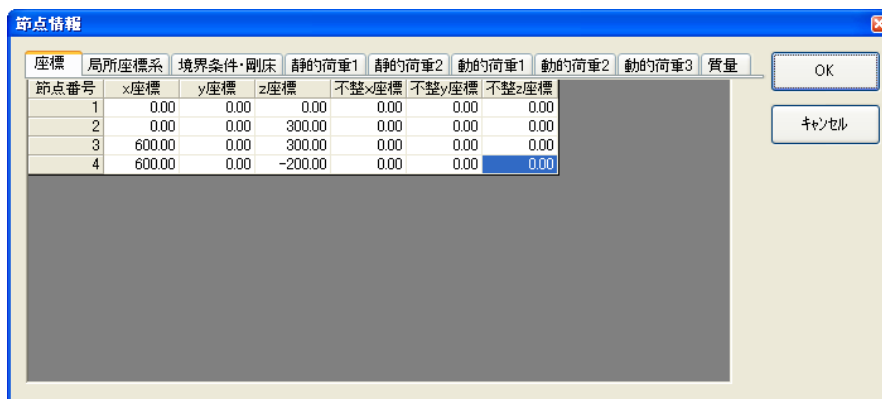 節点情報
座標 局所座標系 境界条件・剛床 静的荷重1 静的荷重2 動的荷重1 動的荷重2 動的荷重3 質量
OK
節点番号 x座標 y座標 z座標 不整x座標 不整y座標 不整z座標
1 0.00 0.00 0.00 0.00 0.00 0.00
2 0.00 0.00 300.00 0.00 0.00 0.00
キャンセル
3 600.00 0.00 300.00 0.00 0.00 0.00
4 600.00 0.00 -200.00 0.00 0.00 0.00